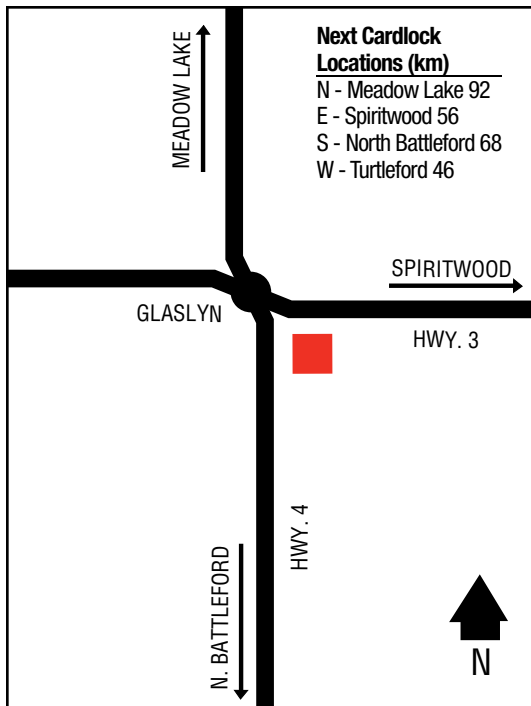 Next Cardlock
Locations (km)
N - Meadow Lake 92
E - Spiritwood 56
S - North Battleford 68
W - Turtleford 46
MEADOW LAKE
SPIRITWOOD
GLASLYN
HWY. 3
HWY. 4
N. BATTLEFORD
N